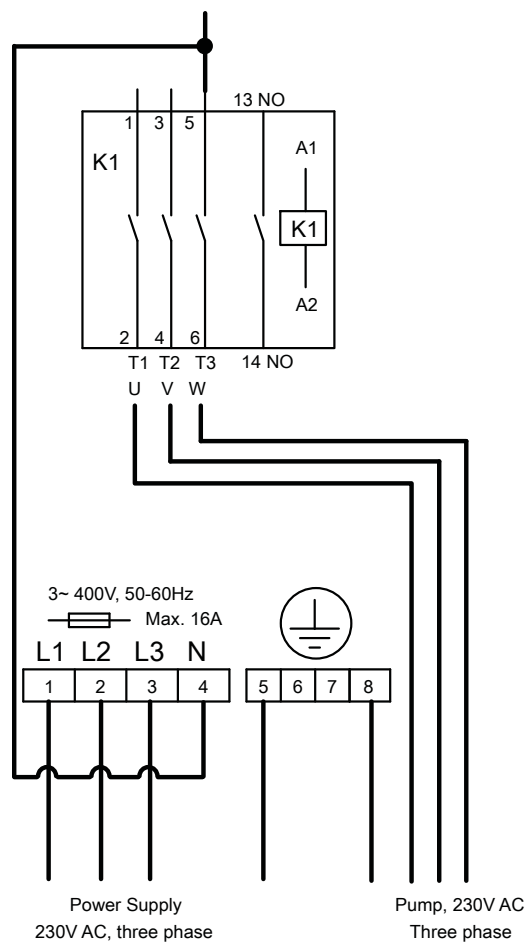 13 NO
1 3 5
K1
A1
K1
A2
2 4 6
T1 T2 T3 14 NO
U V W
3~ 400V, 50-60Hz
Max. 16A
L1 L2 L3 N
1 2 3 4 5 6 7 8
Power Supply
230V AC, three phase
Pump, 230V AC
Three phase